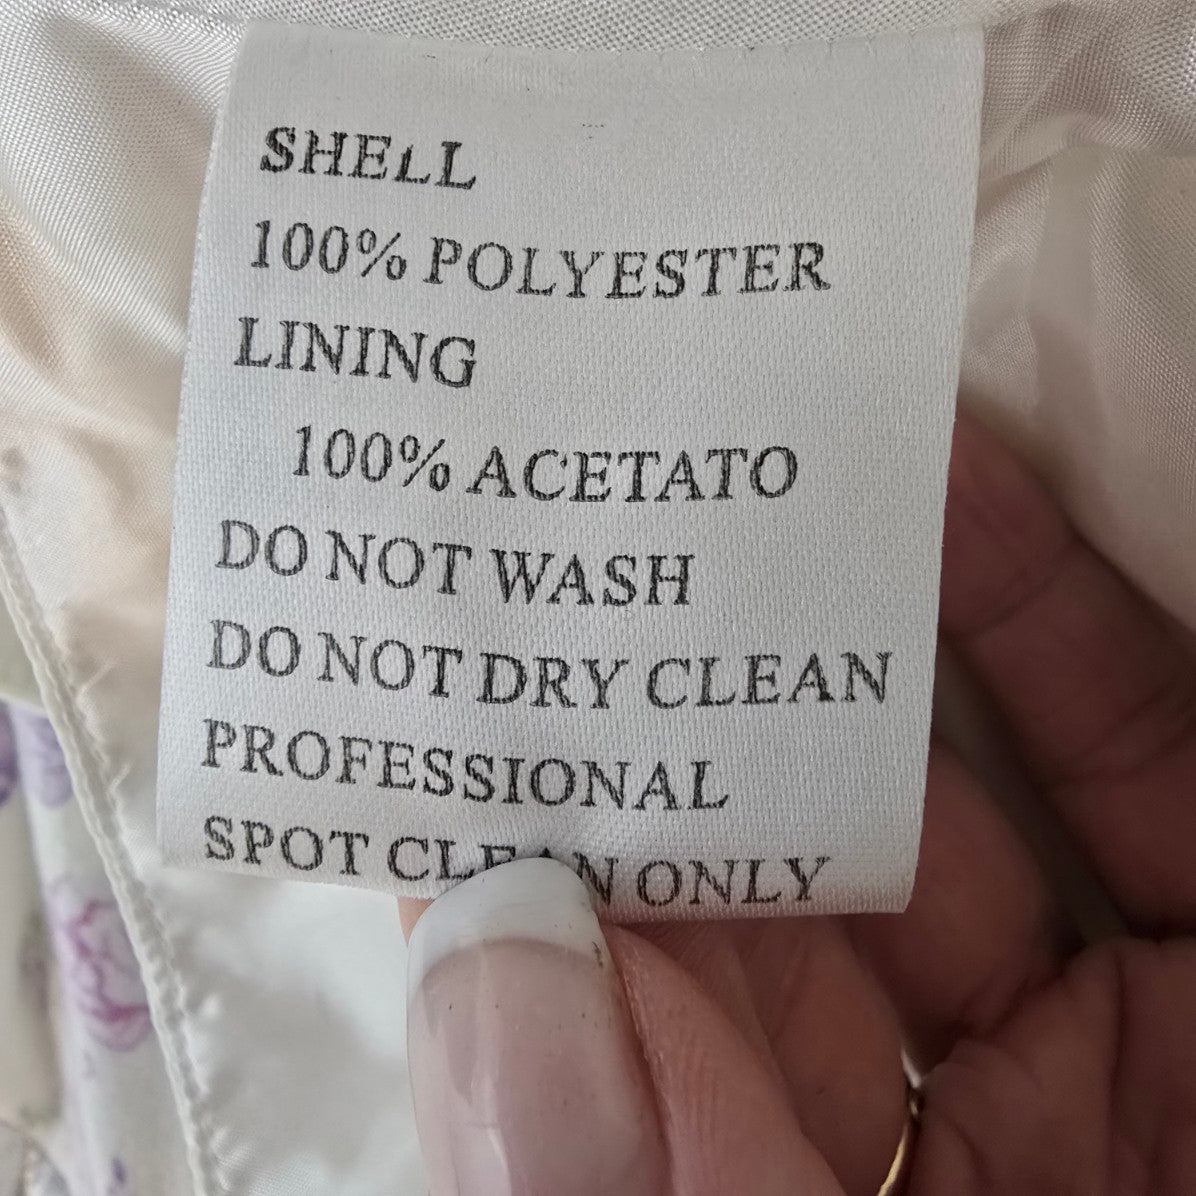 SHELL
100% POLYESTER
LINING
100% ACETATO
DO NOT WASH
DO NOT DRY CLEAN
PROFESSIONAL
SPOT CLEAN ONLY